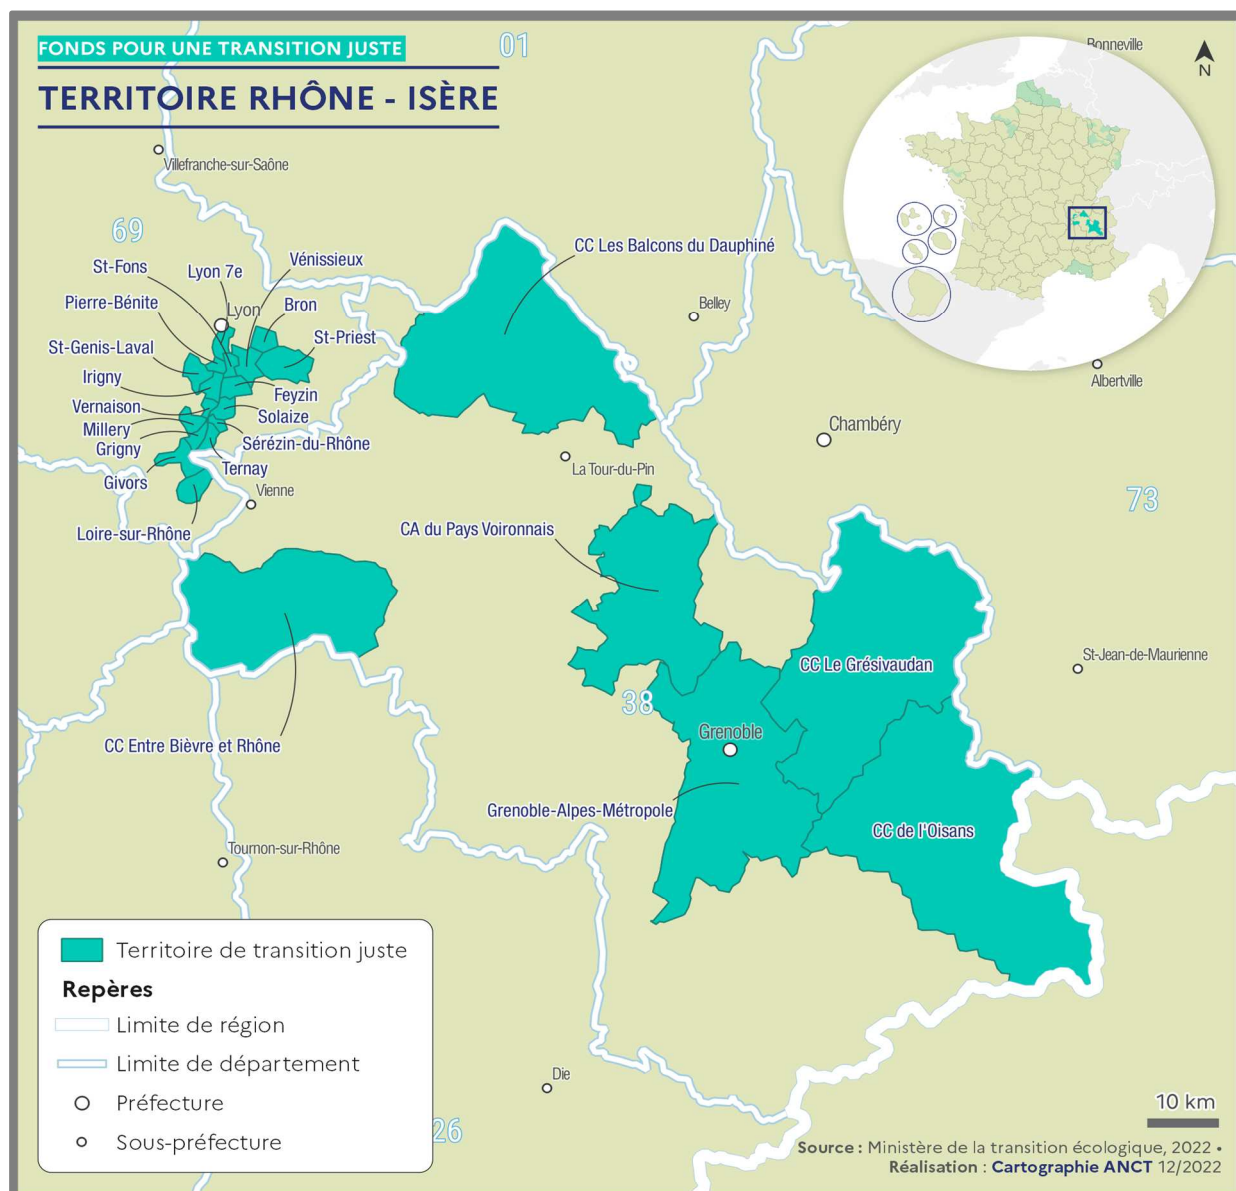 FONDS POUR UNE TRANSITION JUSTE
TERRITOIRE RHÔNE - ISÈRE
01
Bonneville
N
Villefranche-sur-Saône
69
St-Fons
Lyon 7e
Vénissieux
CC Les Balcons du Dauphiné
Pierre-Bénite
Lyon
Bron
Belley
St-Genis-Laval
St-Priest
Irigny
Feyzin
Albertville
Vernaison
Solaize
Millery
Chambéry
Grigny
Sérézin-du-Rhône
Givors
Ternay
La Tour-du-Pin
Vienne
73
Loire-sur-Rhône
CA du Pays Voironnais
St-Jean-de-Maurienne
CC Le Grésivaudan
38
Grenoble
CC Entre Bièvre et Rhône
Grenoble-Alpes-Métropole
CC de l'Oisans
Tournon-sur-Rhône
Territoire de transition juste
Repères
Limite de région
Limite de département
Préfecture
Sous-préfecture
Die
26
10 km
Source : Ministère de la transition écologique, 2022 •
Réalisation : Cartographie ANCT 12/2022